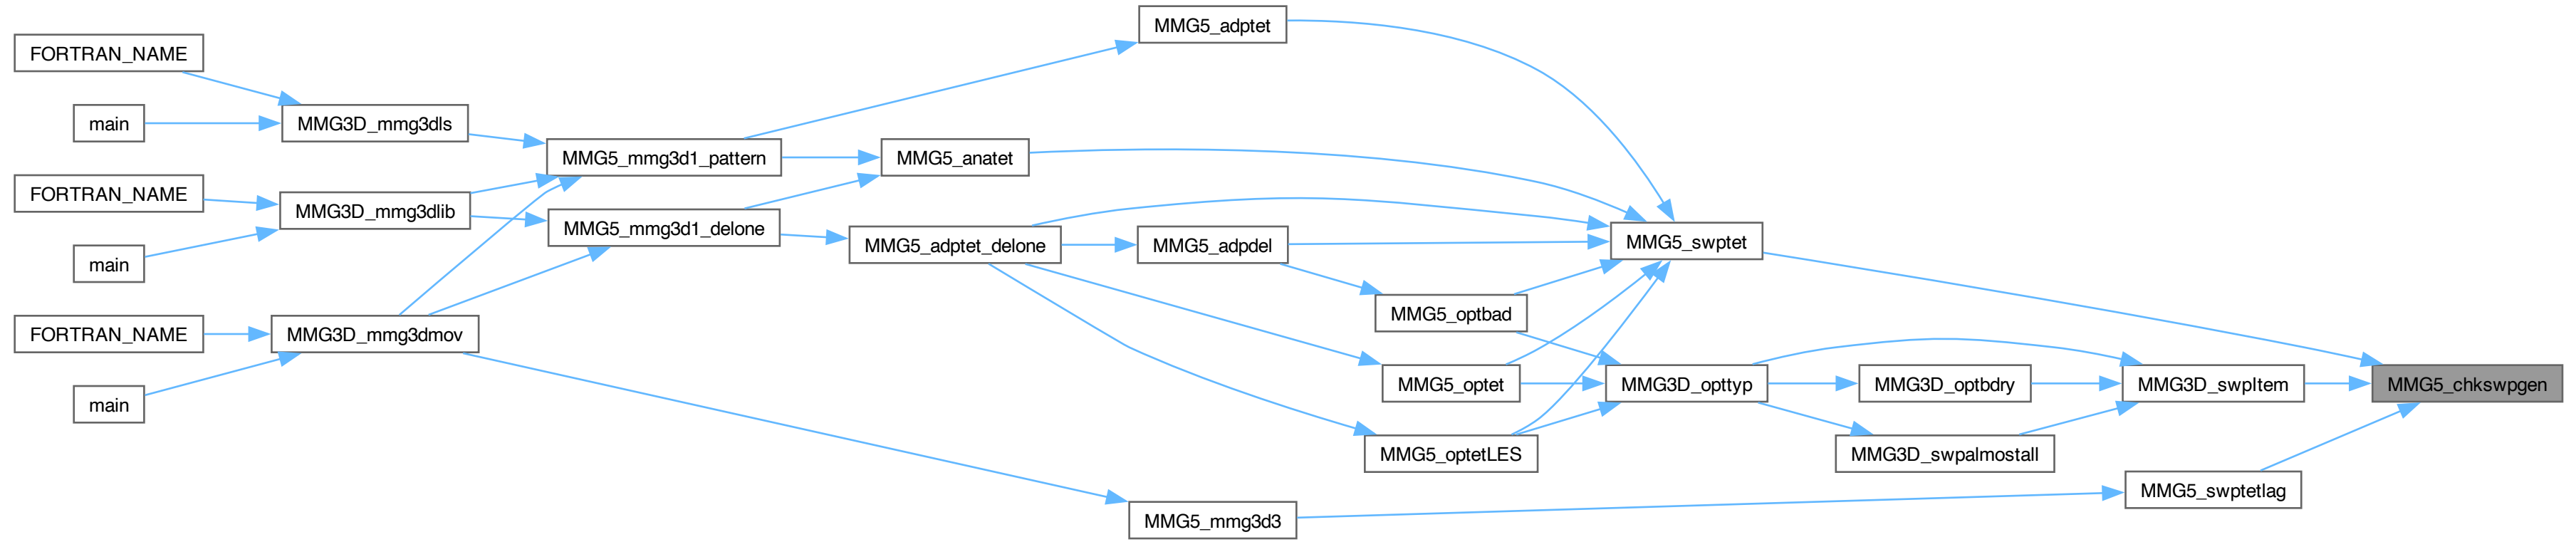 MMG5_adptet
FORTRAN_NAME
main
MMG3D_mmg3dls
MMG5_mmg3d1_pattern
MMG5_anatet
FORTRAN_NAME
MMG3D_mmg3dlib
MMG5_mmg3d1_delone
MMG5_adptet_delone
MMG5_adpdel
MMG5_swptet
main
MMG5_optbad
FORTRAN_NAME
MMG3D_mmg3dmov
MMG5_optet
MMG3D_opttyp
MMG3D_optbdry
MMG3D_swpItem
MMG5_chkswpgen
main
MMG5_optetLES
MMG3D_swpalmostall
MMG5_swptetlag
MMG5_mmg3d3